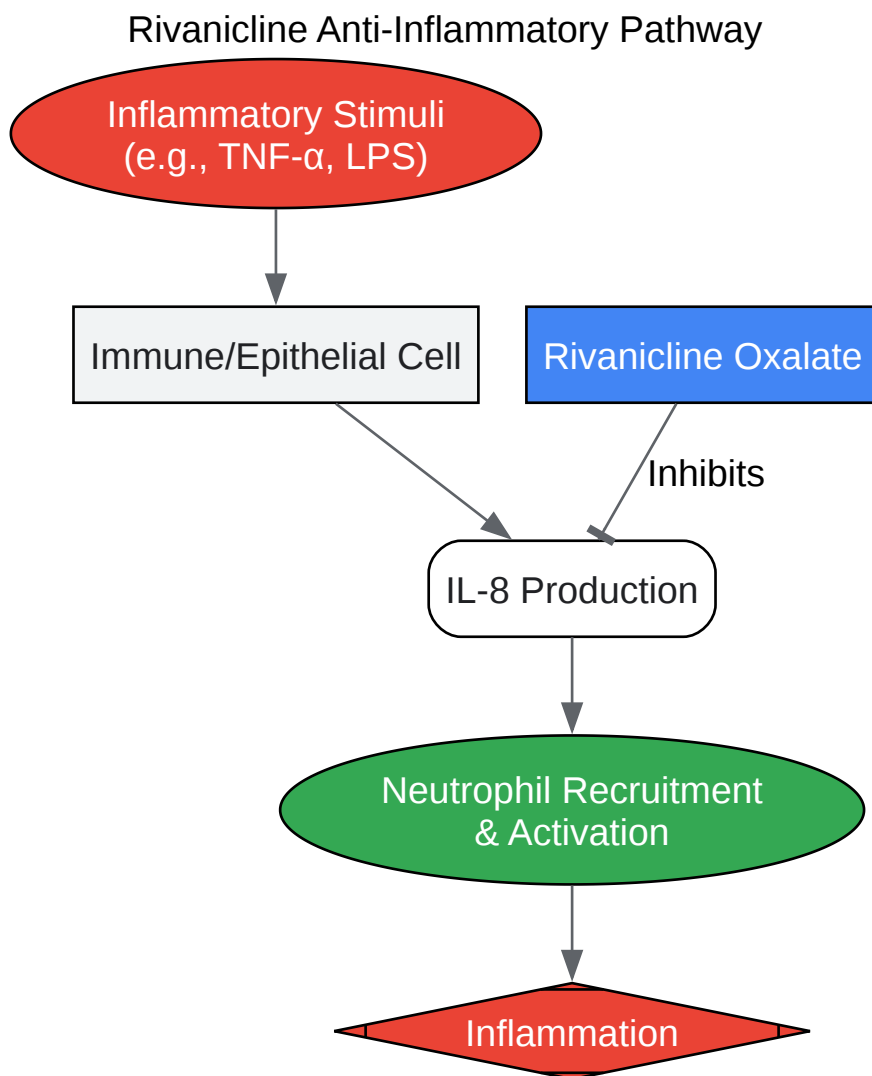 Rivanicline Anti-Inflammatory Pathway
Inflammatory Stimuli
(e.g., TNF-α, LPS)
Immune/Epithelial Cell
Rivanicline Oxalate
Inhibits
IL-8 Production
Neutrophil Recruitment
& Activation
Inflammation